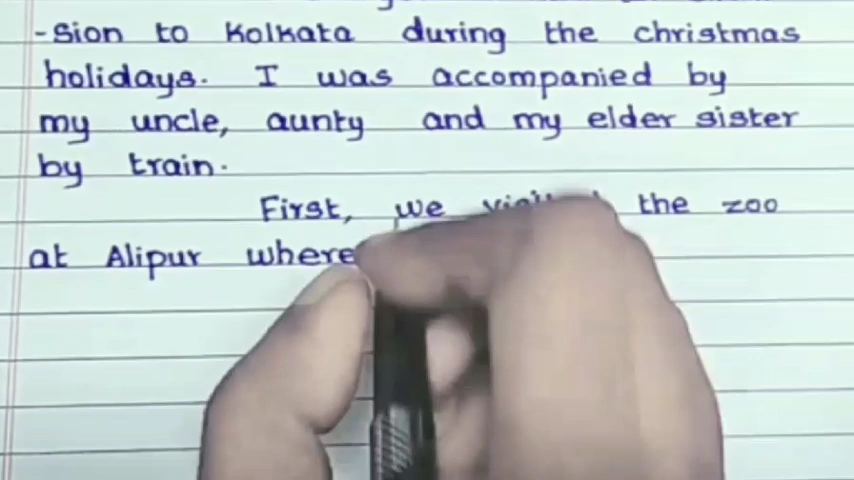 -sion to Kolkata during the christmas
holidays. I was accompanied by
my uncle, aunty and my elder sister
by train.
First, we the zoo
at Alipur where